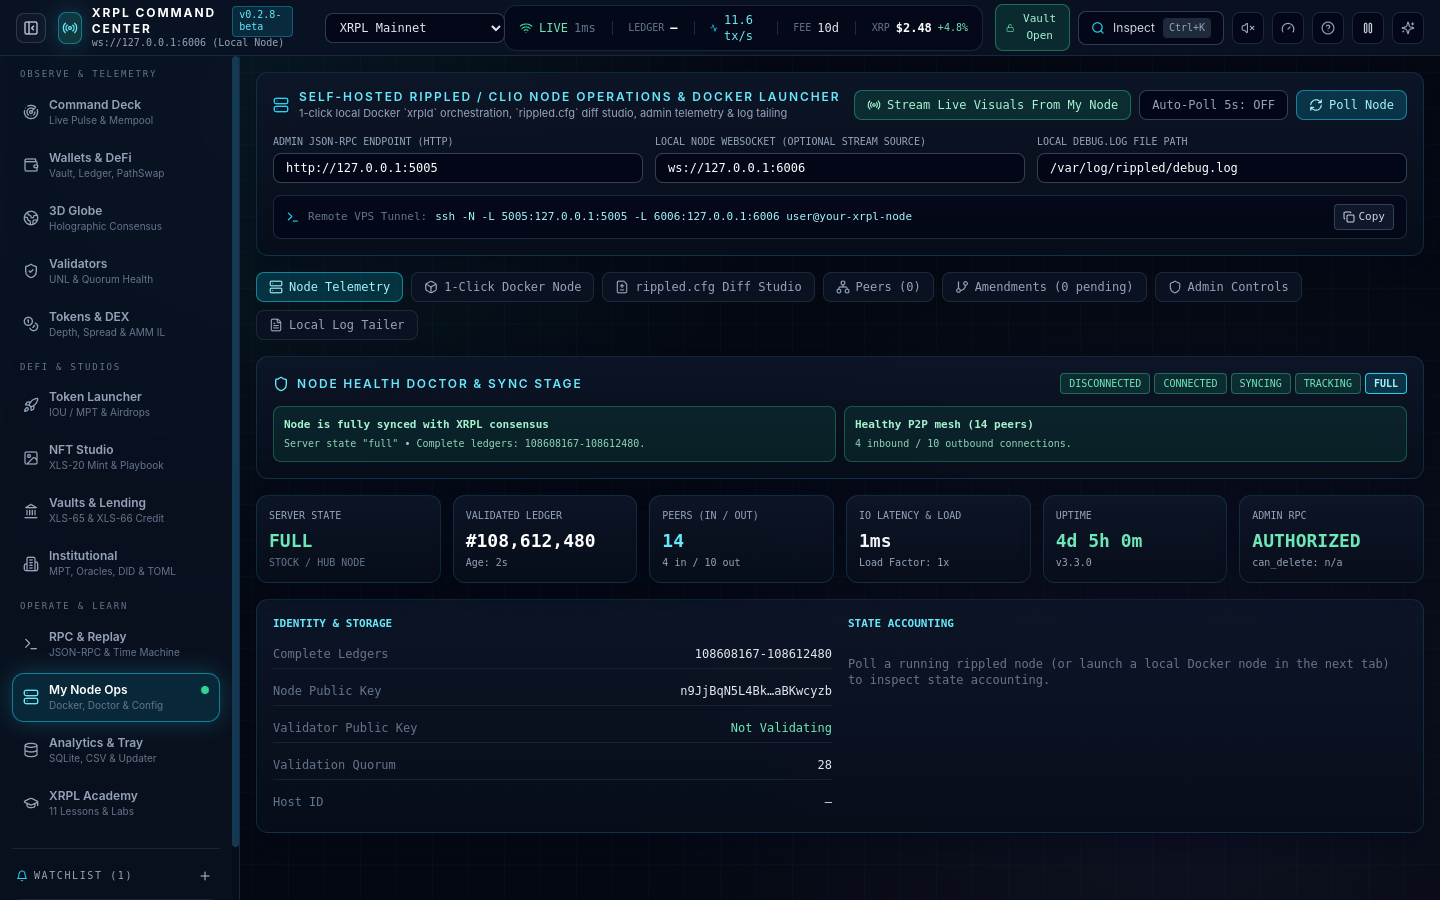 XRPL COMMAND CENTER
v0.2.8-beta
ws://127.0.0.1:6006 (Local Node)
XRPL Mainnet
LIVE 1ms
LEDGER —
11.6 tx/s
FEE 10d
XRP $2.48 +4.8%
Vault Open
Inspect Ctrl+K
OBSERVE & TELEMETRY
Command Deck
Live Pulse & Mempool
Wallets & DeFi
Vault, Ledger, PathSwap
3D Globe
Holographic Consensus
Validators
UNL & Quorum Health
Tokens & DEX
Depth, Spread & AMM IL
DEFI & STUDIOS
Token Launcher
IOU / MPT & Airdrops
NFT Studio
XLS-20 Mint & Playbook
Vaults & Lending
XLS-65 & XLS-66 Credit
Institutional
MPT, Oracles, DID & TOML
OPERATE & LEARN
RPC & Replay
JSON-RPC & Time Machine
My Node Ops
Docker, Doctor & Config
Analytics & Tray
SQLite, CSV & Updater
XRPL Academy
11 Lessons & Labs
WATCHLIST (1)
SELF-HOSTED RIPPLED / CLIO NODE OPERATIONS & DOCKER LAUNCHER
1-click local Docker `xrpld` orchestration, `rippled.cfg` diff studio, admin telemetry & log tailing
Stream Live Visuals From My Node
Auto-Poll 5s: OFF
Poll Node
ADMIN JSON-RPC ENDPOINT (HTTP)
http://127.0.0.1:5005
LOCAL NODE WEBSOCKET (OPTIONAL STREAM SOURCE)
ws://127.0.0.1:6006
LOCAL DEBUG.LOG FILE PATH
/var/log/rippled/debug.log
Remote VPS Tunnel: ssh -N -L 5005:127.0.0.1:5005 -L 6006:127.0.0.1:6006 user@your-xrpl-node
Copy
Node Telemetry
1-Click Docker Node
rippled.cfg Diff Studio
Peers (0)
Amendments (0 pending)
Admin Controls
Local Log Tailer
NODE HEALTH DOCTOR & SYNC STAGE
DISCONNECTED
CONNECTED
SYNCING
TRACKING
FULL
Node is fully synced with XRPL consensus
Server state "full" • Complete ledgers: 108608167-108612480.
Healthy P2P mesh (14 peers)
4 inbound / 10 outbound connections.
SERVER STATE
FULL
STOCK / HUB NODE
VALIDATED LEDGER
#108,612,480
Age: 2s
PEERS (IN / OUT)
14
4 in / 10 out
IO LATENCY & LOAD
1ms
Load Factor: 1x
UPTIME
4d 5h 0m
v3.3.0
ADMIN RPC
AUTHORIZED
can_delete: n/a
IDENTITY & STORAGE
Complete Ledgers 108608167-108612480
Node Public Key n9JjBqN5L4Bk…aBKwcyzb
Validator Public Key Not Validating
Validation Quorum 28
Host ID —
STATE ACCOUNTING
Poll a running rippled node (or launch a local Docker node in the next tab)
to inspect state accounting.